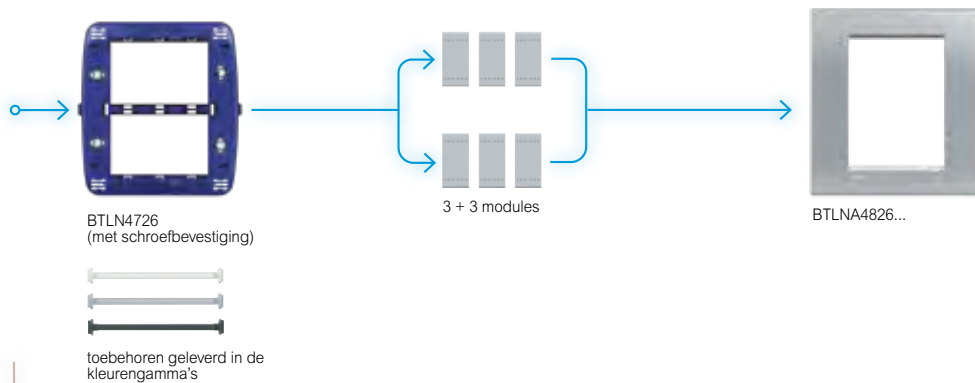 BTLN4726
(met schroefbevestiging)
3 + 3 modules
BTLNA4826...
toebehoren geleverd in de
kleurengamma's